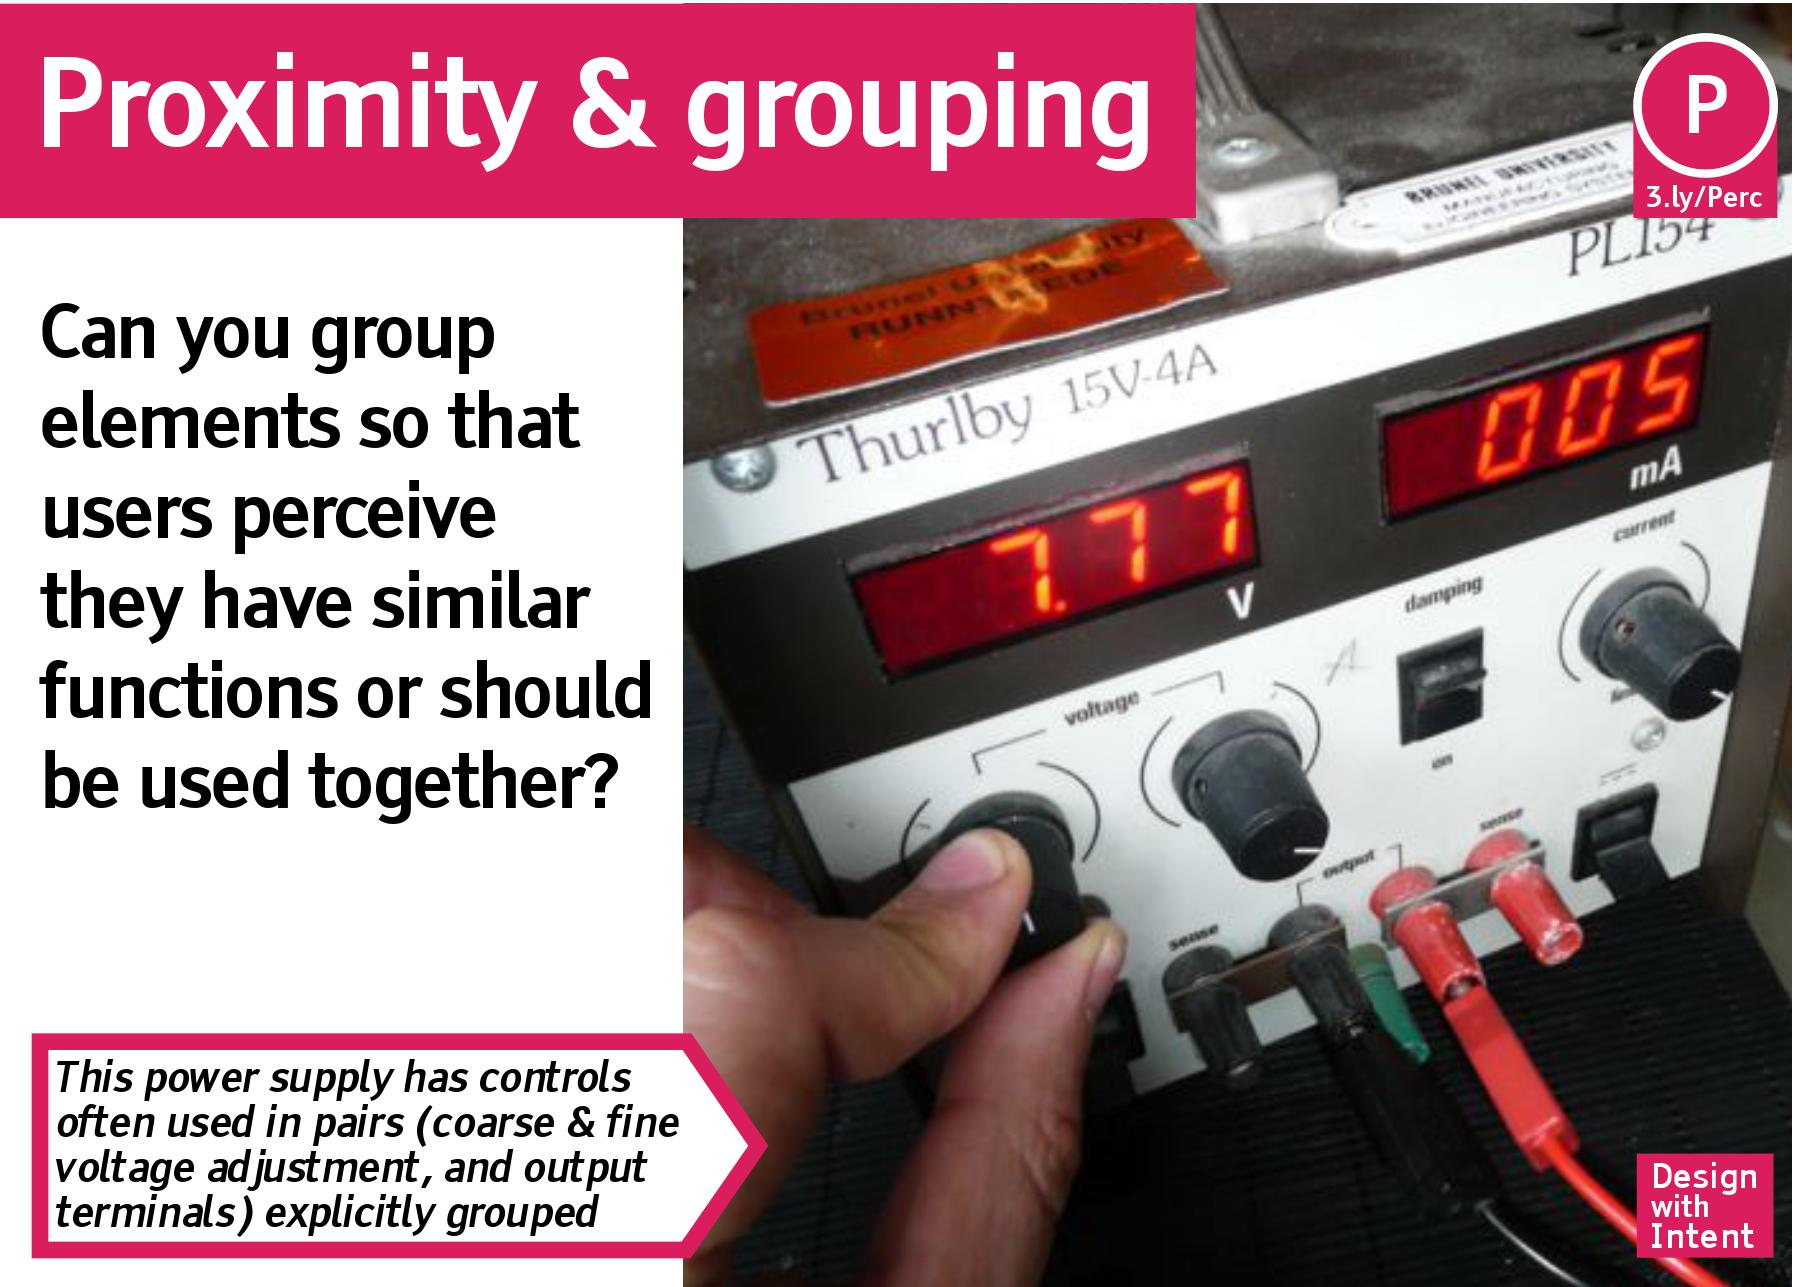 Proximity & grouping
P
3.ly/Perc
Can you group
elements so that
users perceive
they have similar
functions or should
be used together?
This power supply has controls
often used in pairs (coarse & fine
voltage adjustment, and output
terminals) explicitly grouped
BRUNEL UNIVERSITY
MANUFACTURING
ENGINEERING SYSTEM
PL154
Brunel University
RUNNYMEDE
Thurlby 15V-4A
005
mA
7.77
V
current
damping
voltage
A
on
sense
output
sense
Design
with
Intent